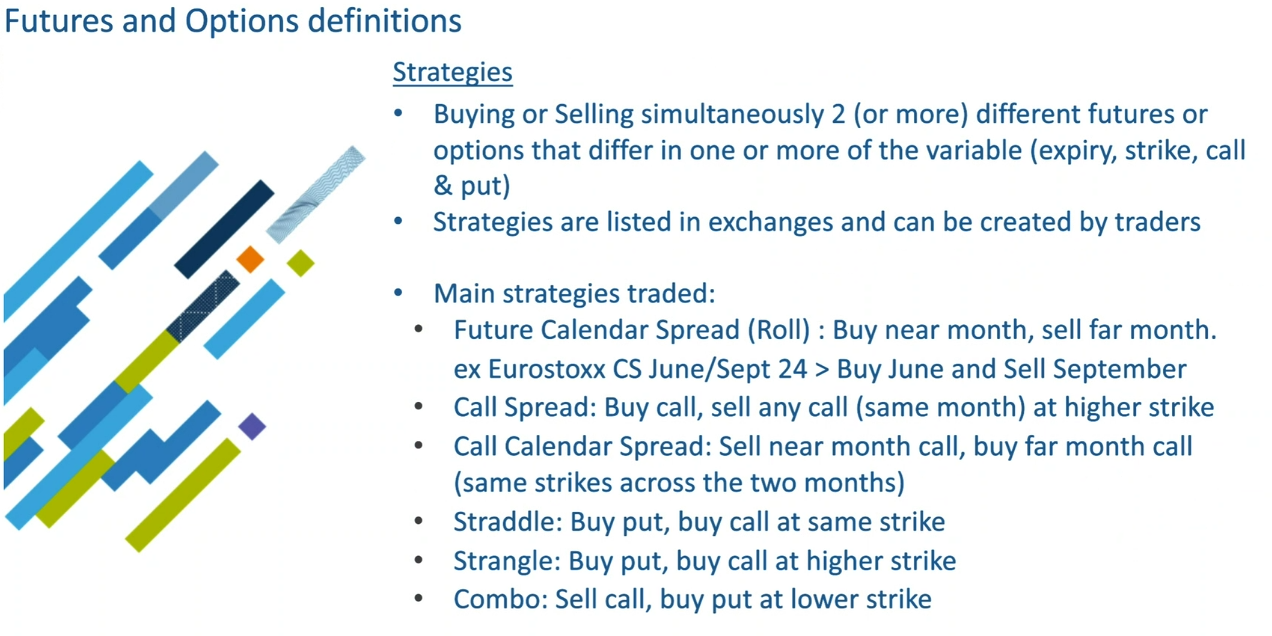 Futures and Options definitions
Strategies
• Buying or Selling simultaneously 2 (or more) different futures or
options that differ in one or more of the variable (expiry, strike, call
& put)
• Strategies are listed in exchanges and can be created by traders
• Main strategies traded:
• Future Calendar Spread (Roll) : Buy near month, sell far month.
ex Eurostoxx CS June/Sept 24 > Buy June and Sell September
• Call Spread: Buy call, sell any call (same month) at higher strike
• Call Calendar Spread: Sell near month call, buy far month call
(same strikes across the two months)
• Straddle: Buy put, buy call at same strike
• Strangle: Buy put, buy call at higher strike
• Combo: Sell call, buy put at lower strike